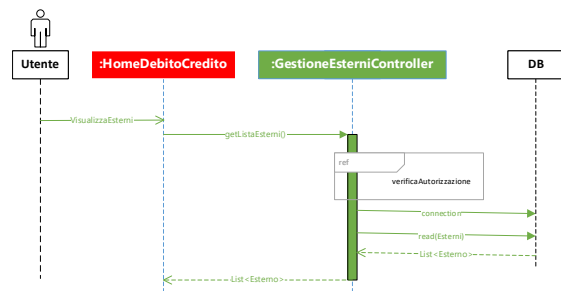 Utente
:HomeDebitoCredito
:GestioneEsterniController
DB
VisualizzaEsterni
getListaEsterni()
ref
verificaAutorizzazione
connection
read(Esterni)
List<Esterno>
List<Esterno>